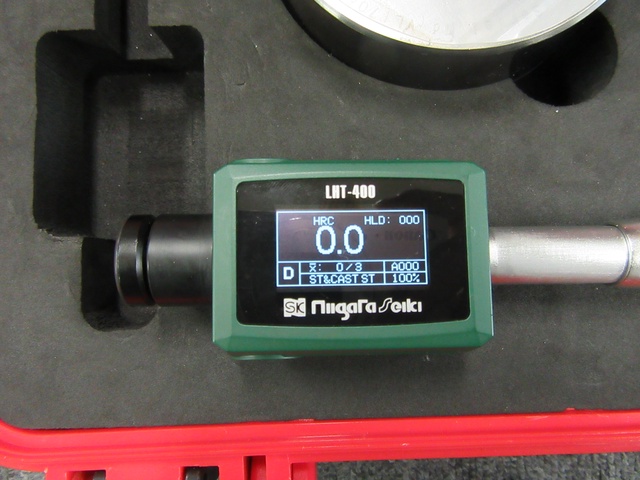 LHT-400
HRC HLD: 000
0.0
D x̄: 0/3 A000
ST&CAST ST 100%
SK Niigata Seiki